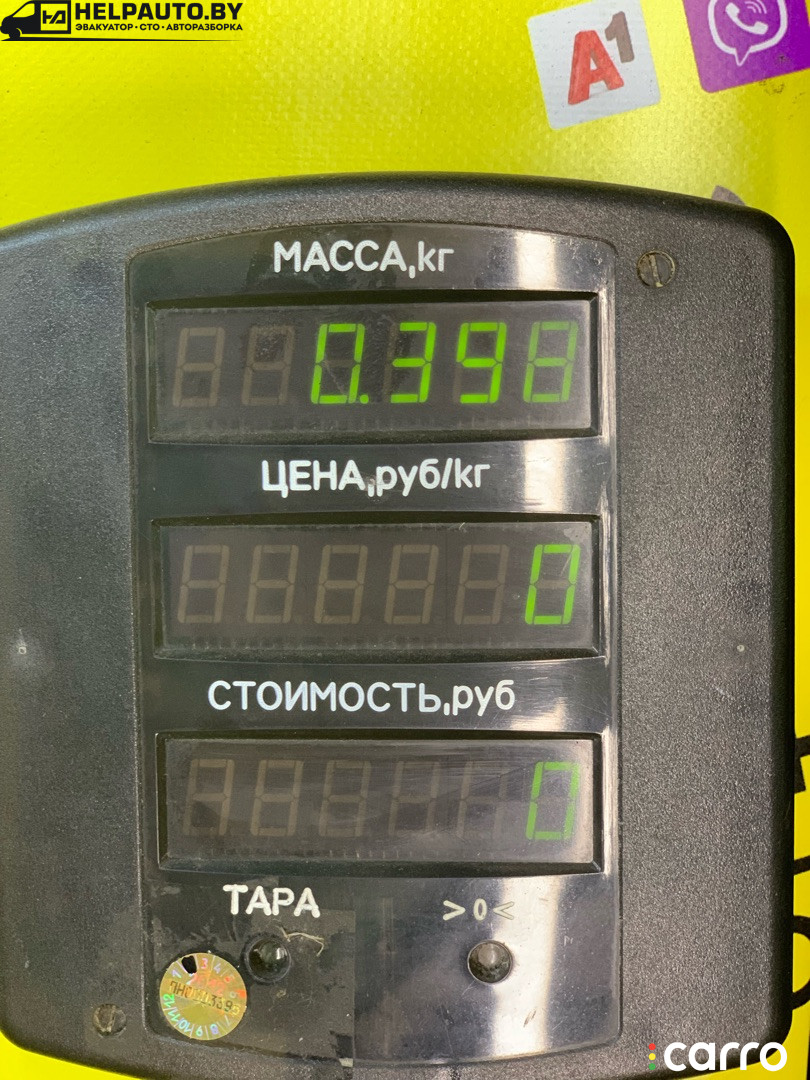 HELPAUTO.BY
ЭВАКУАТОР•СТО•АВТОРАЗБОРКА
A1
МАССА,кг
0.398
ЦЕНА,руб/кг
0
СТОИМОСТЬ,руб
0
ТАРА
>0<
carro